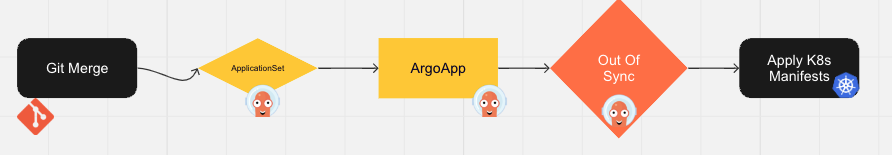 Git Merge
ApplicationSet
ArgoApp
Out Of
Sync
Apply K8s
Manifests